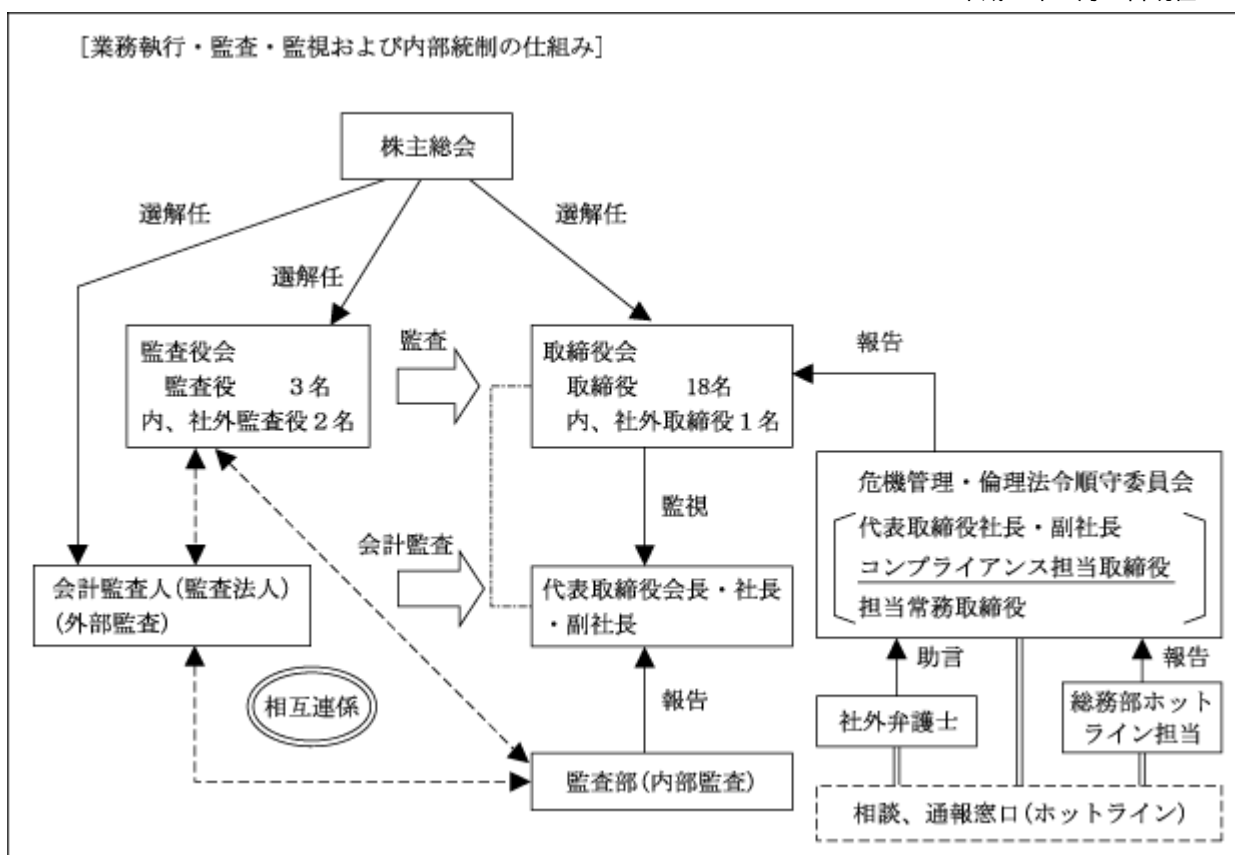 [業務執行・監査・監視および内部統制の仕組み]
株主総会
選解任
選解任
選解任
監査役会
監査役 3名
内、社外監査役2名
監査
取締役会
取締役 18名
内、社外取締役1名
報告
監視
危機管理・倫理法令順守委員会
代表取締役社長・副社長
コンプライアンス担当取締役
担当常務取締役
会計監査
会計監査人(監査法人)
(外部監査)
代表取締役会長・社長
・副社長
助言
報告
相互連係
報告
社外弁護士
総務部ホット
ライン担当
監査部(内部監査)
相談、通報窓口(ホットライン)